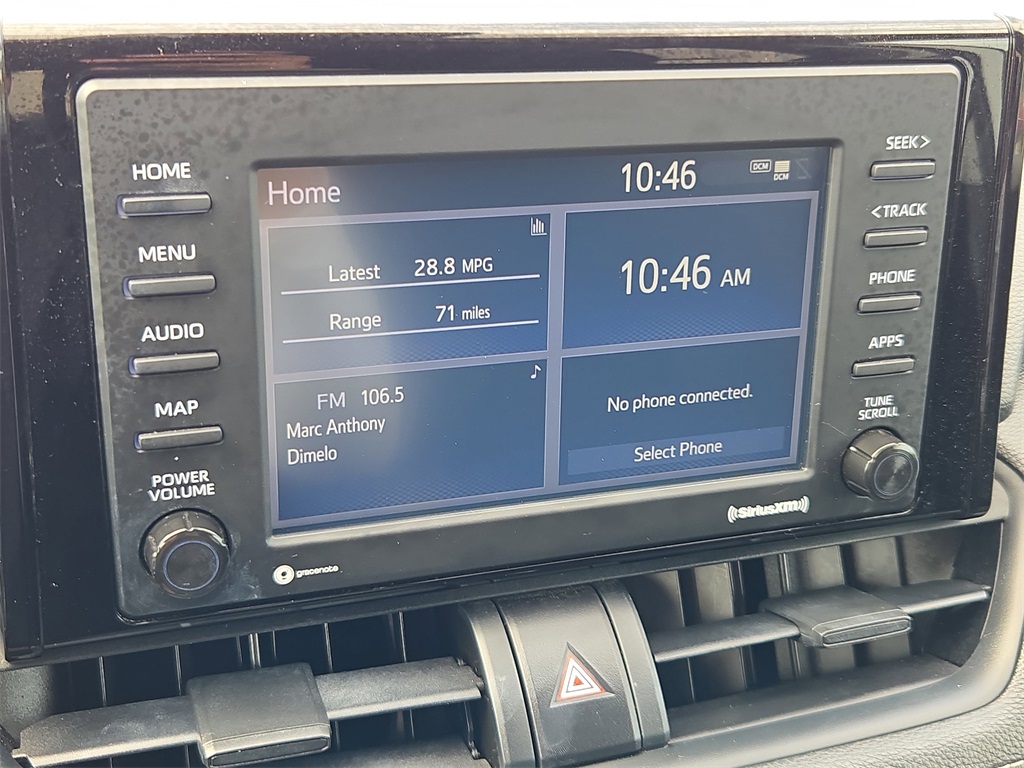 HOME
MENU
AUDIO
MAP
POWER
VOLUME
Home
10:46
DCM
DCM
Latest 28.8 MPG
Range 71 miles
10:46 AM
FM 106.5
Marc Anthony
Dimelo
No phone connected.
Select Phone
gracenote
((SiriusXM))
SEEK>
<TRACK
PHONE
APPS
TUNE
SCROLL